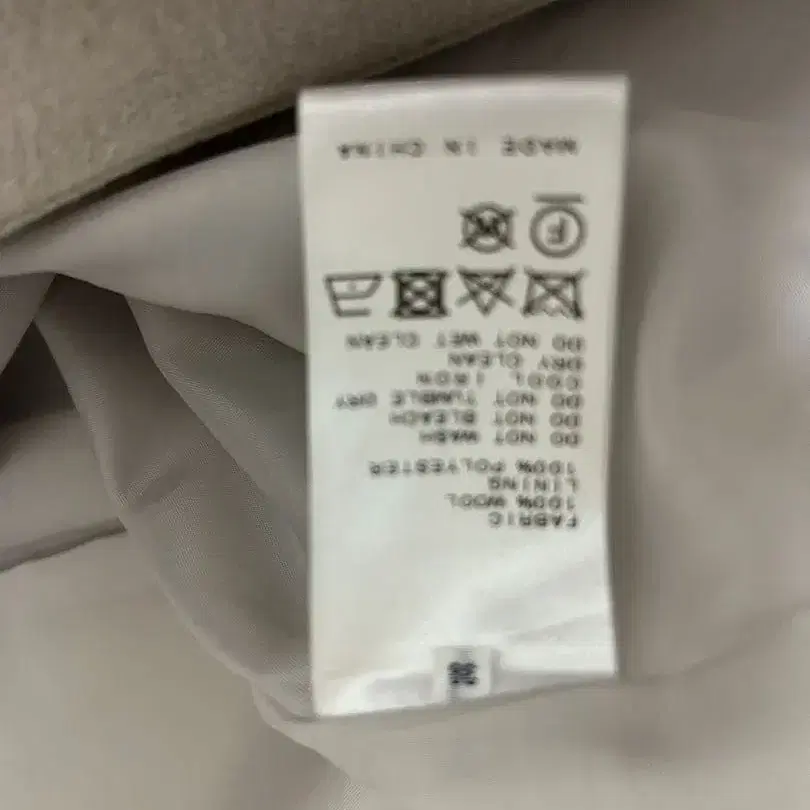 FABRIC
100% WOOL
LINING
100% POLYESTER
DO NOT WASH
DO NOT BLEACH
DO NOT TUMBLE DRY
COOL IRON
DRY CLEAN
DO NOT WET CLEAN
F W
MADE IN CHINA